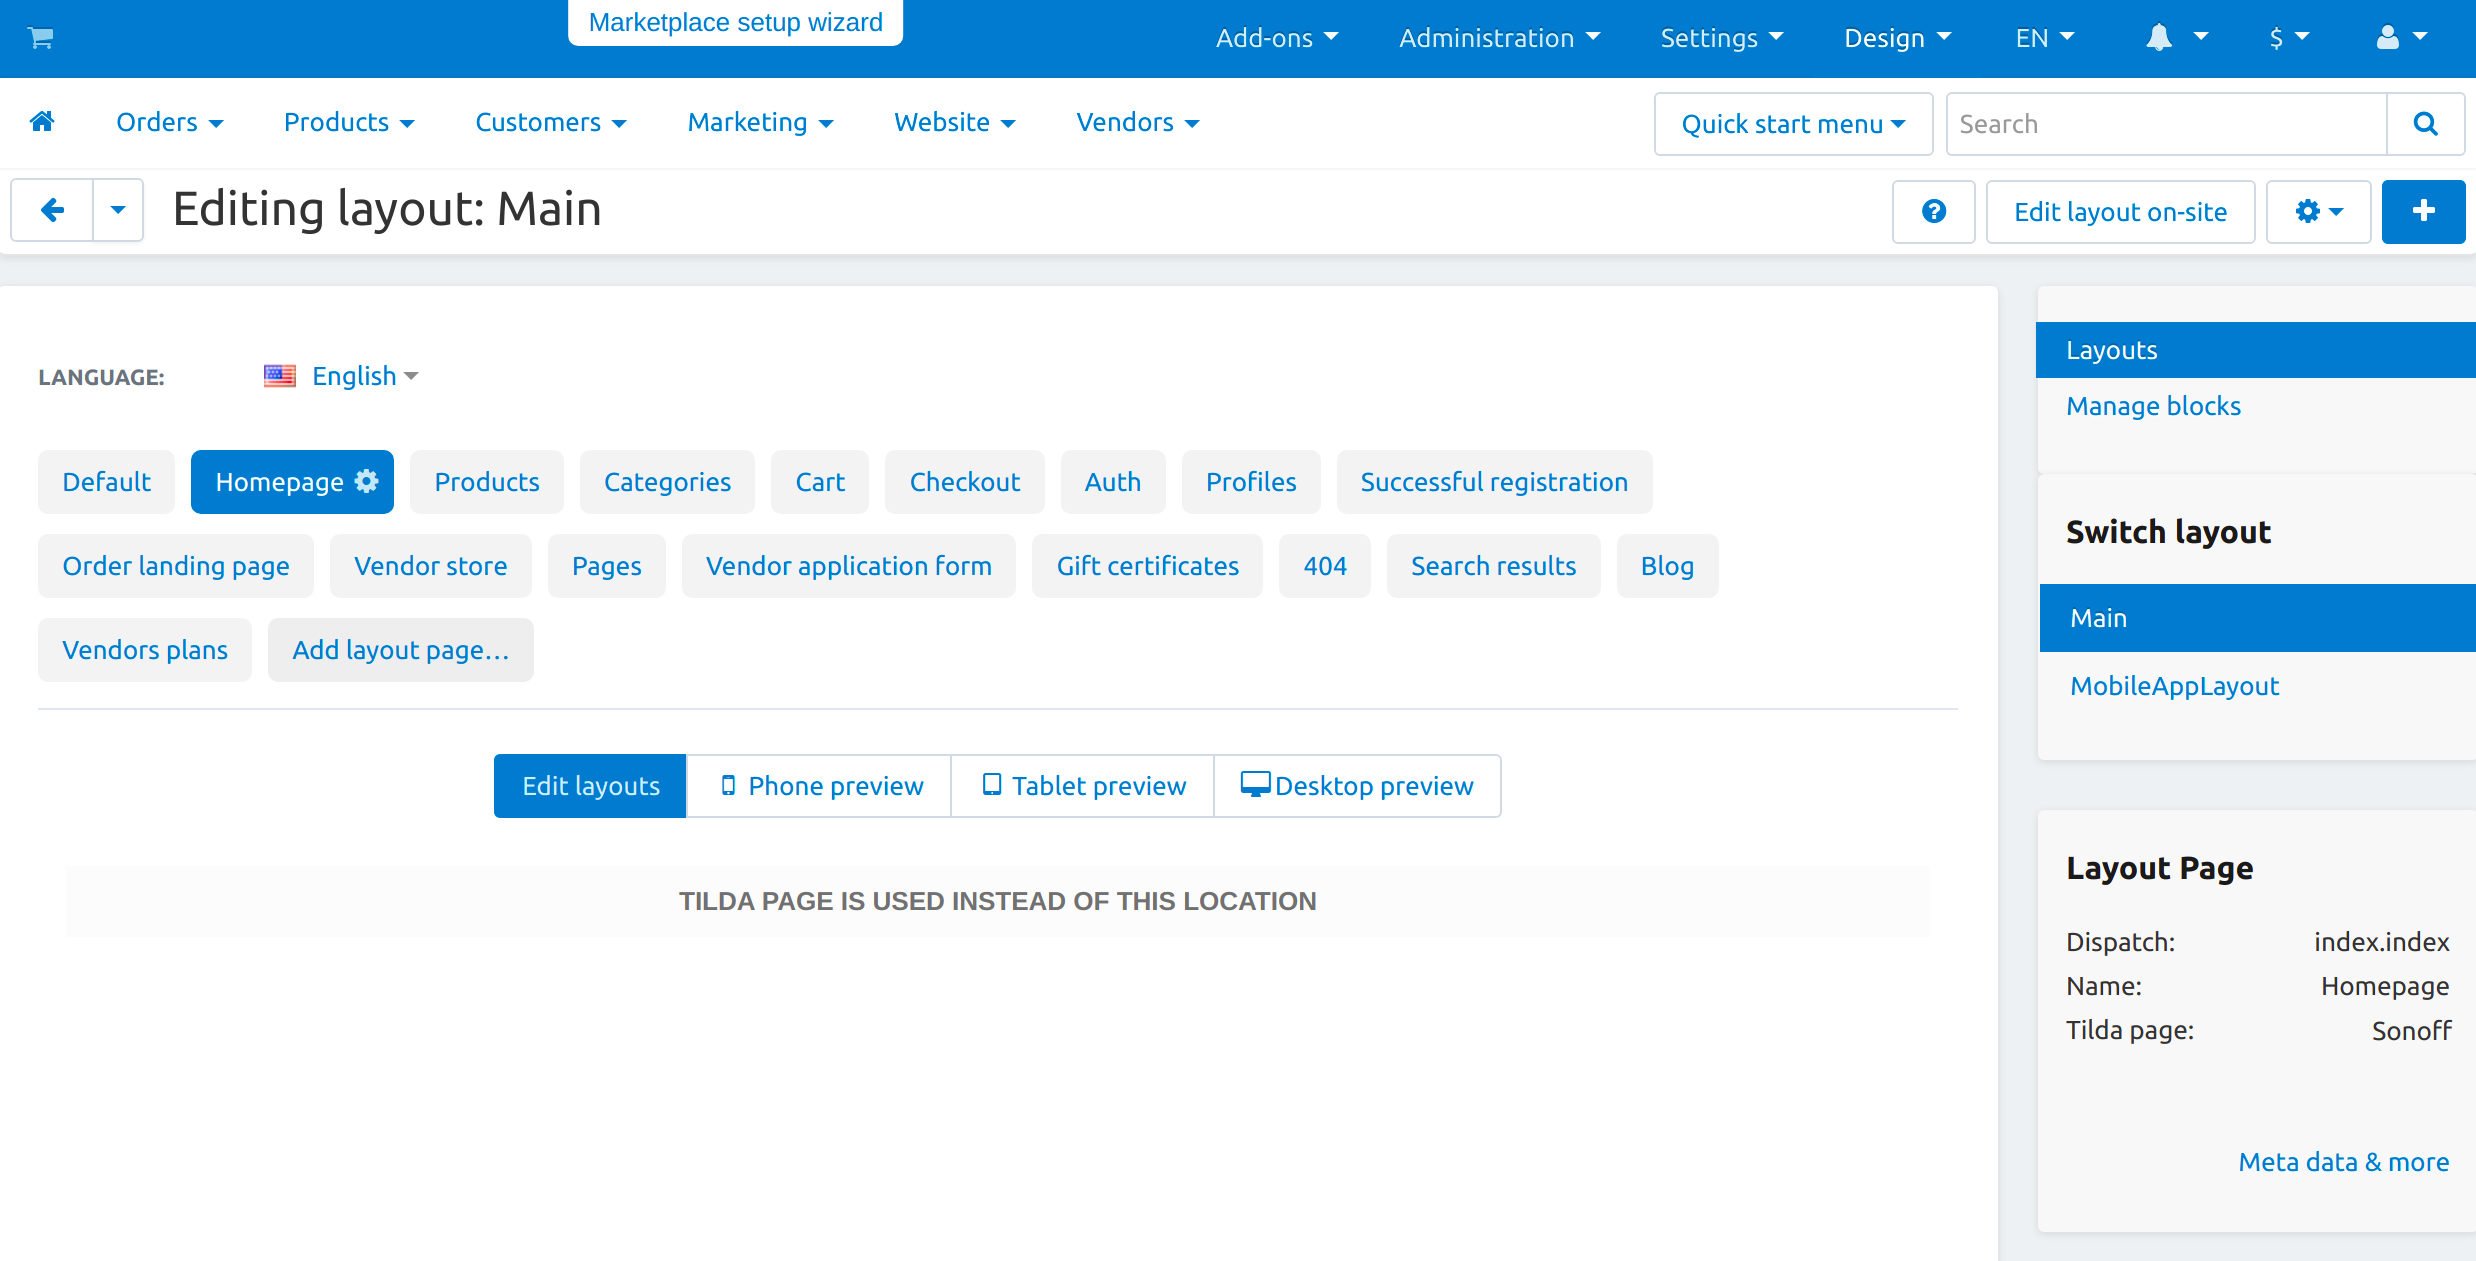 Marketplace setup wizard
Add-ons Administration Settings Design EN $
Orders Products Customers Marketing Website Vendors Quick start menu Search
Editing layout: Main Edit layout on-site
LANGUAGE: English
Default Homepage Products Categories Cart Checkout Auth Profiles Successful registration
Order landing page Vendor store Pages Vendor application form Gift certificates 404 Search results Blog
Vendors plans Add layout page...
Edit layouts Phone preview Tablet preview Desktop preview
TILDA PAGE IS USED INSTEAD OF THIS LOCATION
Layouts
Manage blocks
Switch layout
Main
MobileAppLayout
Layout Page
Dispatch: index.index
Name: Homepage
Tilda page: Sonoff
Meta data & more